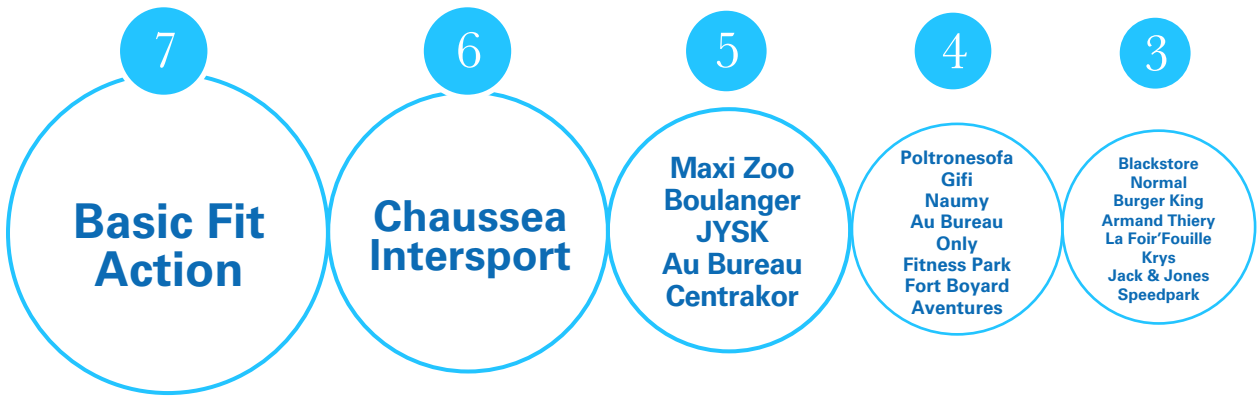 7
Basic Fit
Action
6
Chaussea
Intersport
5
Maxi Zoo
Boulanger
JYSK
Au Bureau
Centrakor
4
Poltronesofa
Gifi
Naumy
Au Bureau
Only
Fitness Park
Fort Boyard
Aventures
3
Blackstore
Normal
Burger King
Armand Thiery
La Foir'Fouille
Krys
Jack & Jones
Speedpark